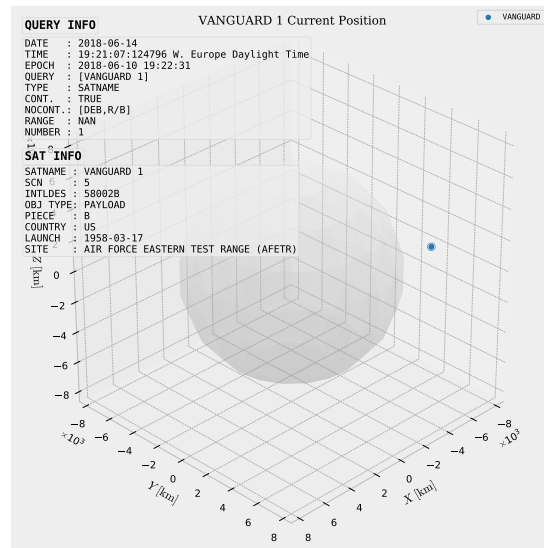 VANGUARD 1 Current Position
VANGUARD
QUERY INFO
DATE : 2018-06-14
TIME : 19:21:07:124796 W. Europe Daylight Time
EPOCH : 2018-06-10 19:22:31
QUERY : [VANGUARD 1]
TYPE : SATNAME
CONT. : TRUE
NOCONT.: [DEB,R/B]
RANGE : NAN
NUMBER : 1
SAT INFO
SATNAME : VANGUARD 1
SCN : 5
INTLDES : 58002B
OBJ TYPE: PAYLOAD
PIECE : B
COUNTRY : US
LAUNCH : 1958-03-17
SITE : AIR FORCE EASTERN TEST RANGE (AFETR)
8
6
Z [km]
0
−2
−4
−6
−8
−8
×10³
−6
−4
−2
0
2
4
6
8
Y [km]
−8
×10³
−6
−4
−2
0
2
4
6
8
X [km]